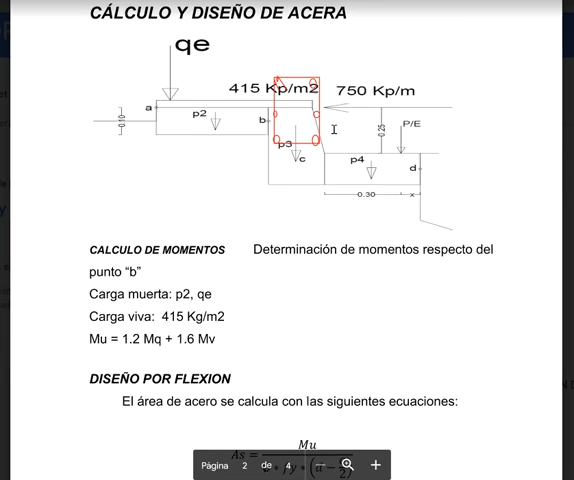 CÁLCULO Y DISEÑO DE ACERA
qe
415 Kp/m2 750 Kp/m
a
0.10
p2
b
p3
c
0.25
P/E
p4
d
0.30 x
CALCULO DE MOMENTOS Determinación de momentos respecto del
punto “b”
Carga muerta: p2, qe
Carga viva: 415 Kg/m2
Mu = 1.2 Mq + 1.6 Mv
DISEÑO POR FLEXION
El área de acero se calcula con las siguientes ecuaciones:
Mu
As =
Página 2 de 4